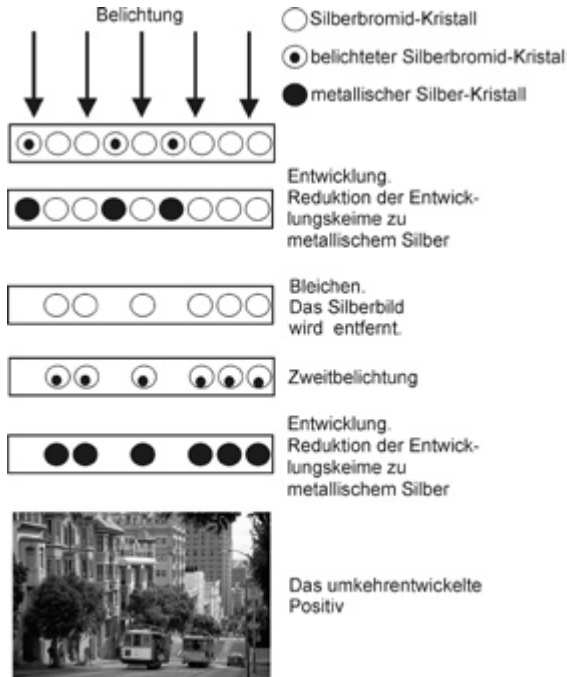 Belichtung
Silberbromid-Kristall
belichteter Silberbromid-Kristal
metallischer Silber-Kristall
Entwicklung.
Reduktion der Entwick-
lungskeime zu
metallischem Silber
Bleichen.
Das Silberbild
wird entfernt.
Zweitbelichtung
Entwicklung.
Reduktion der Entwick-
lungskeime zu
metallischem Silber
Das umkehrentwickelte
Positiv